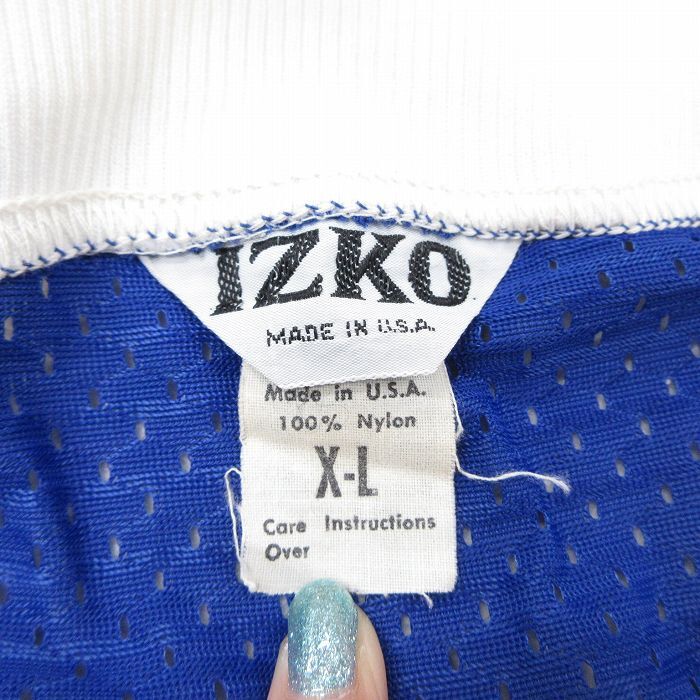 IZKO
MADE IN U.S.A.
Made in U.S.A.
100% Nylon
X-L
Care Instructions
Over